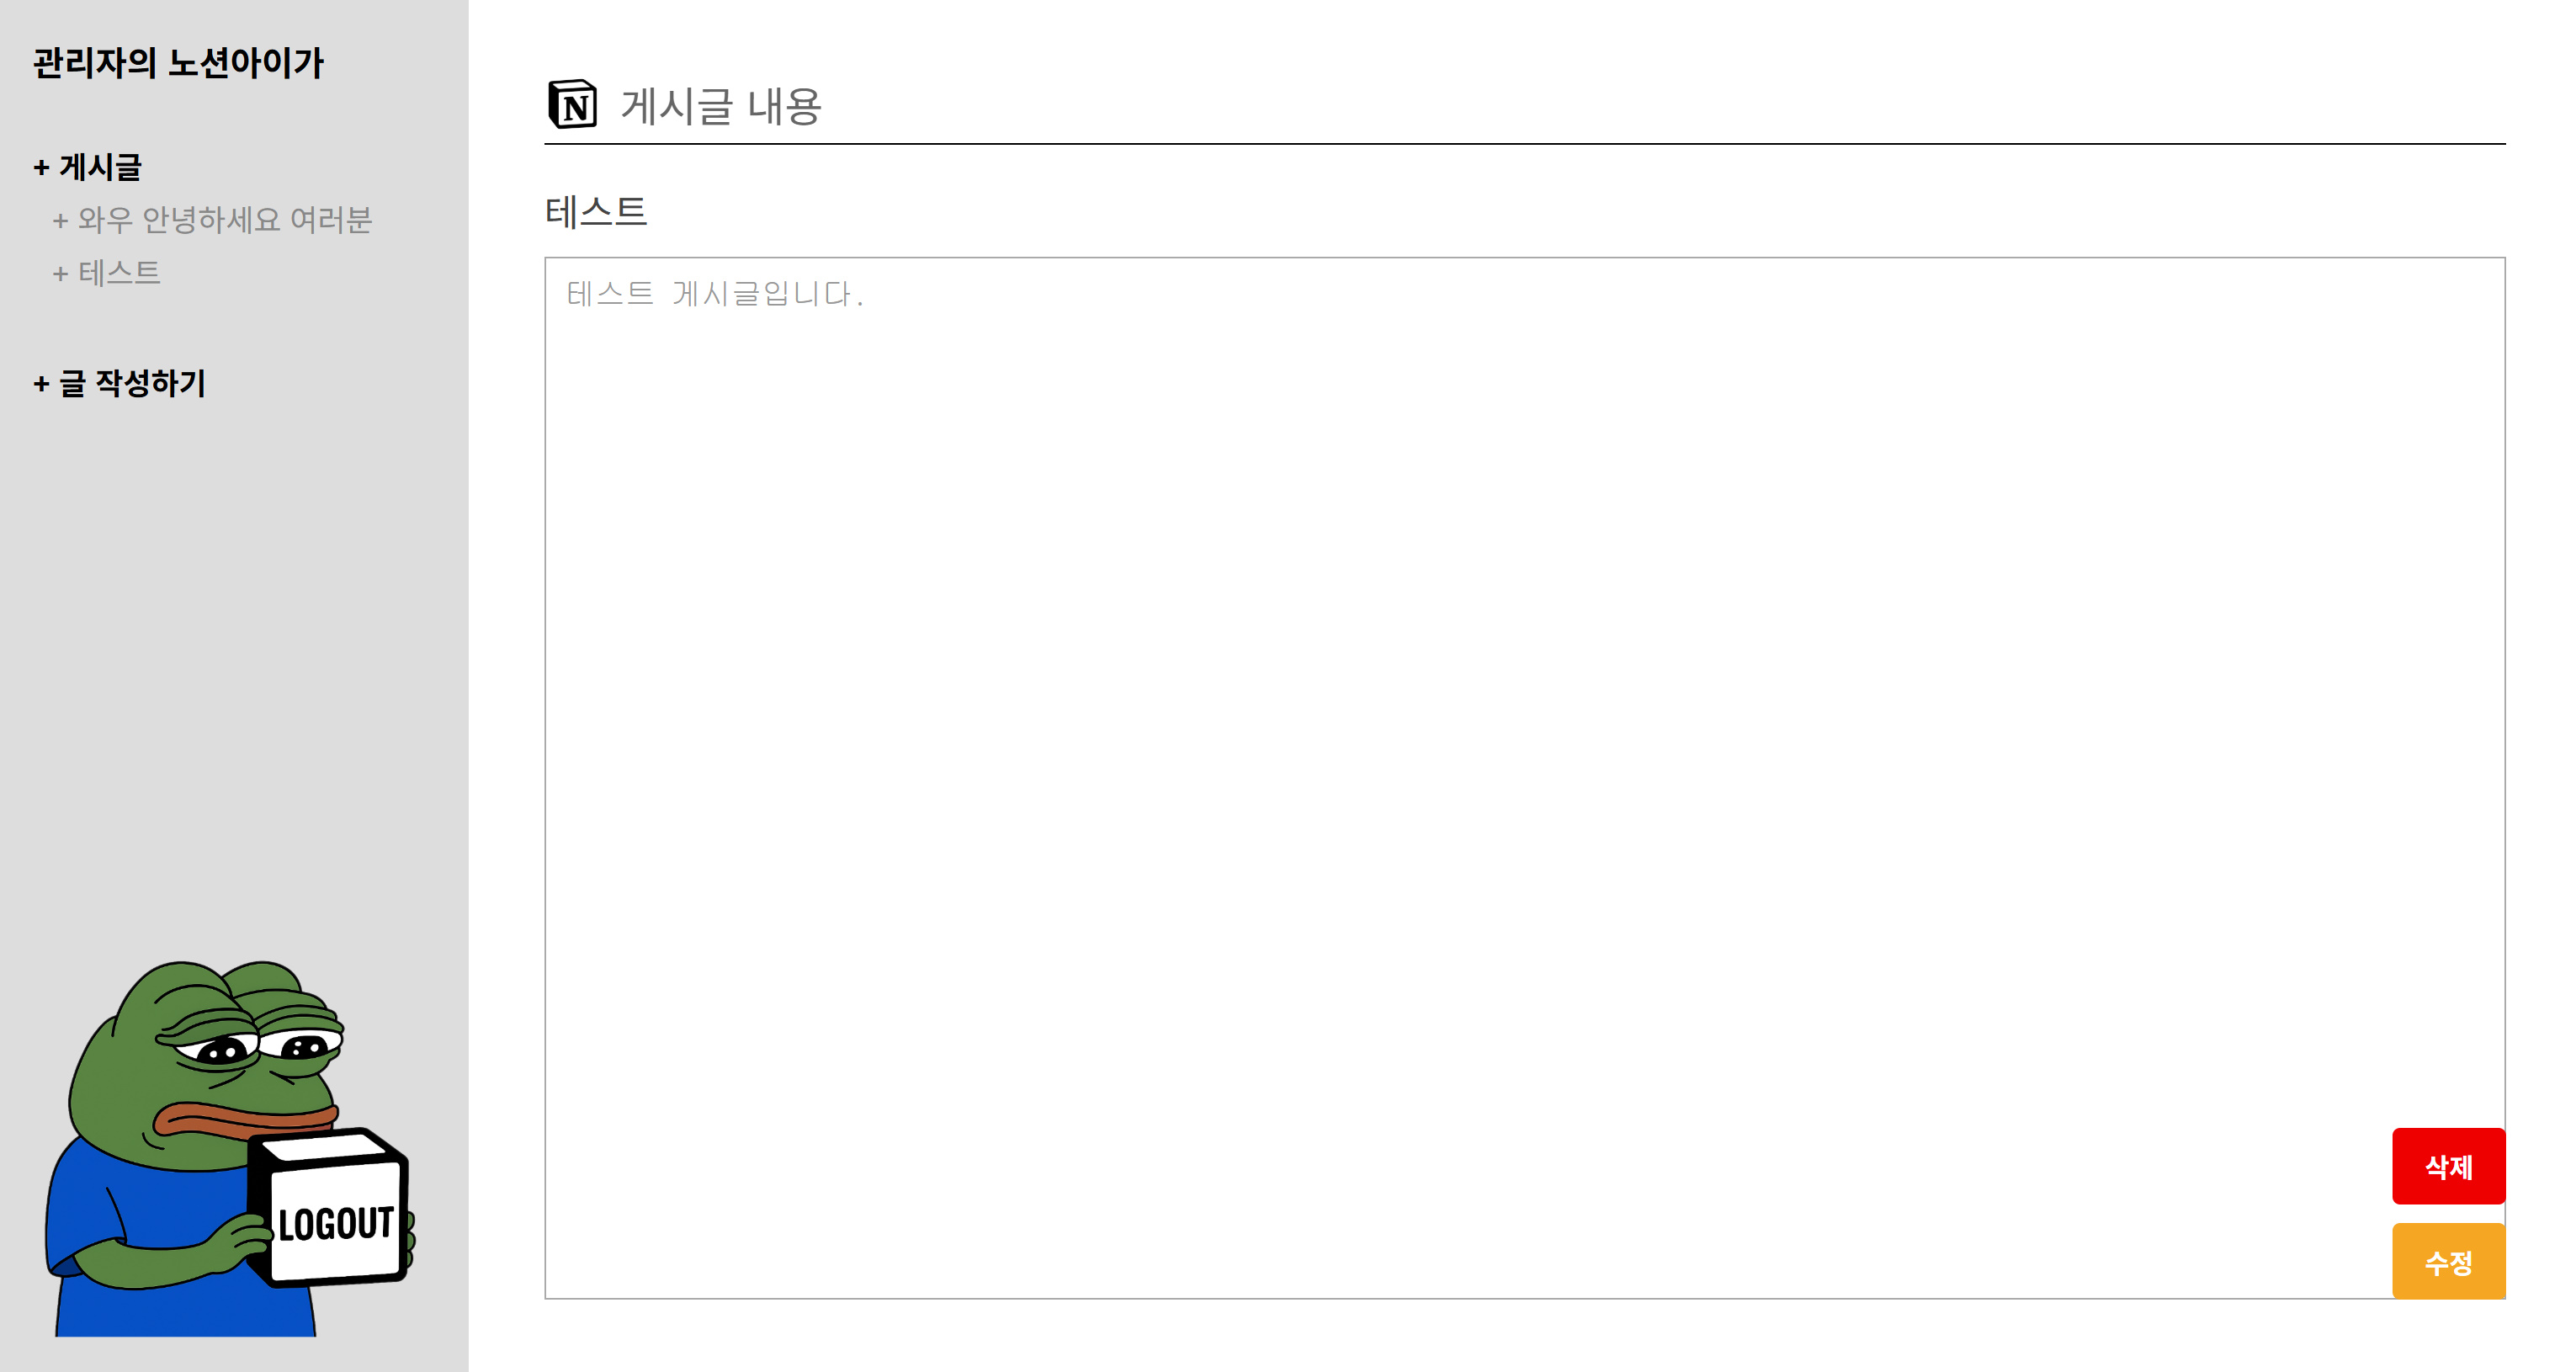 관리자의 노션아이가
+ 게시글
+ 와우 안녕하세요 여러분
+ 테스트
+ 글 작성하기
LOGOUT
N 게시글 내용
테스트
테스트 게시글입니다.
삭제
수정